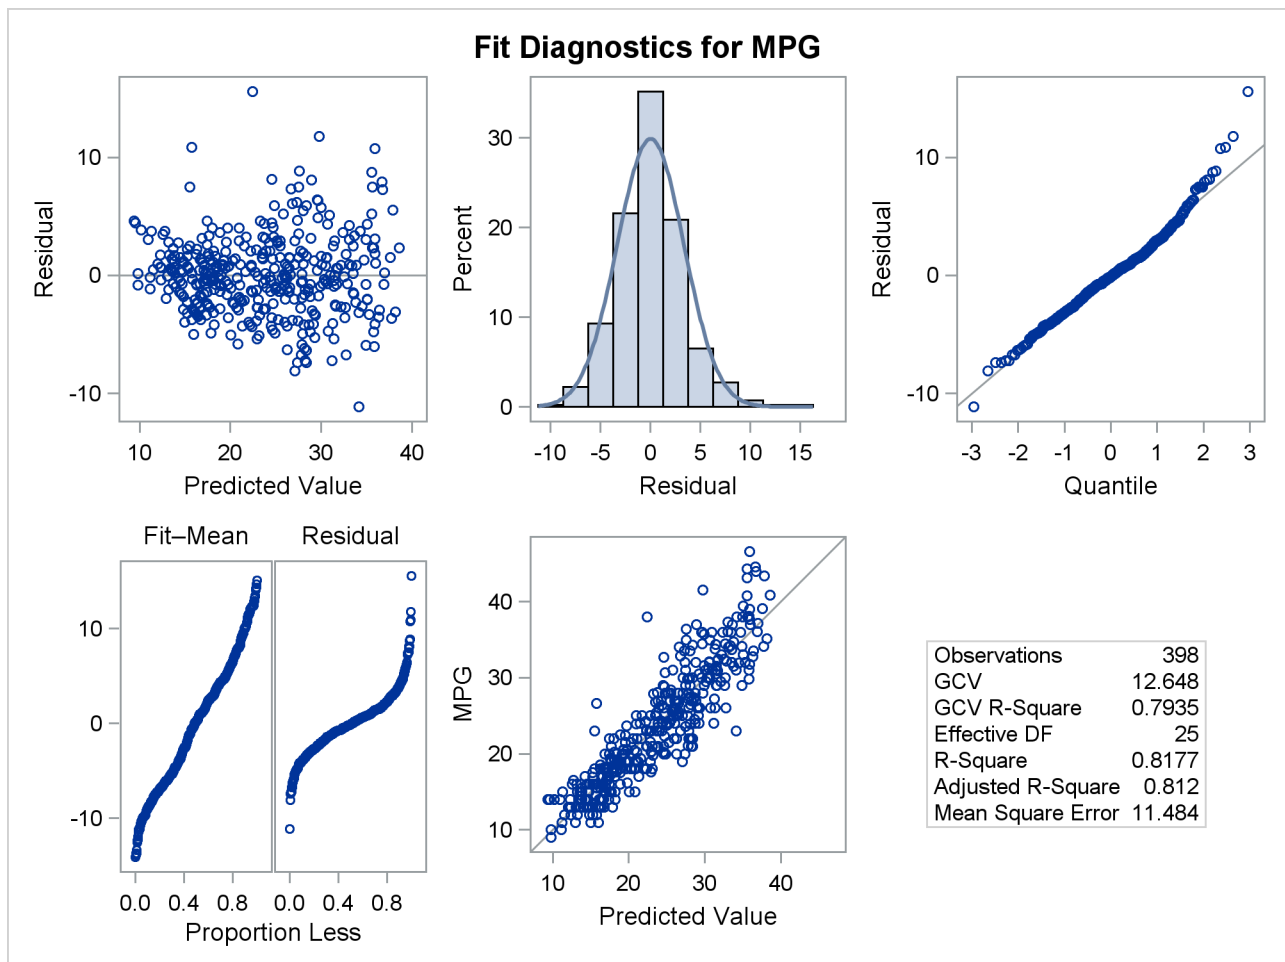 Fit Diagnostics for MPG
Residual
10
0
-10
10 20 30 40
Predicted Value
Percent
30
20
10
0
-10 -5 0 5 10 15
Residual
Residual
10
0
-10
-3 -2 -1 0 1 2 3
Quantile
Fit–Mean Residual
10
0
-10
0.0 0.4 0.8 0.0 0.4 0.8
Proportion Less
MPG
40
30
20
10
10 20 30 40
Predicted Value
Observations 398
GCV 12.648
GCV R-Square 0.7935
Effective DF 25
R-Square 0.8177
Adjusted R-Square 0.812
Mean Square Error 11.484